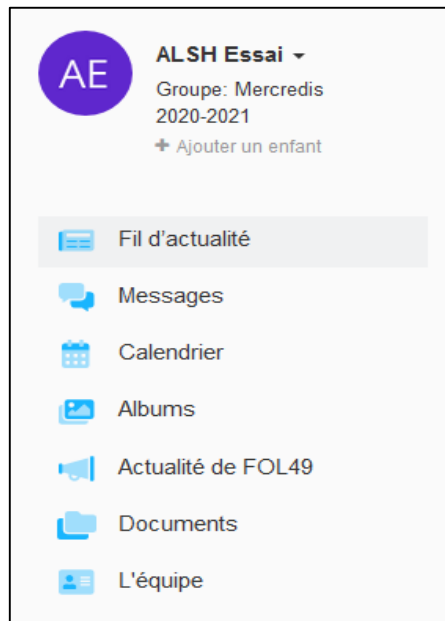 AE
ALSH Essai
Groupe: Mercredis
2020-2021
+ Ajouter un enfant
Fil d'actualité
Messages
Calendrier
Albums
Actualité de FOL49
Documents
L'équipe